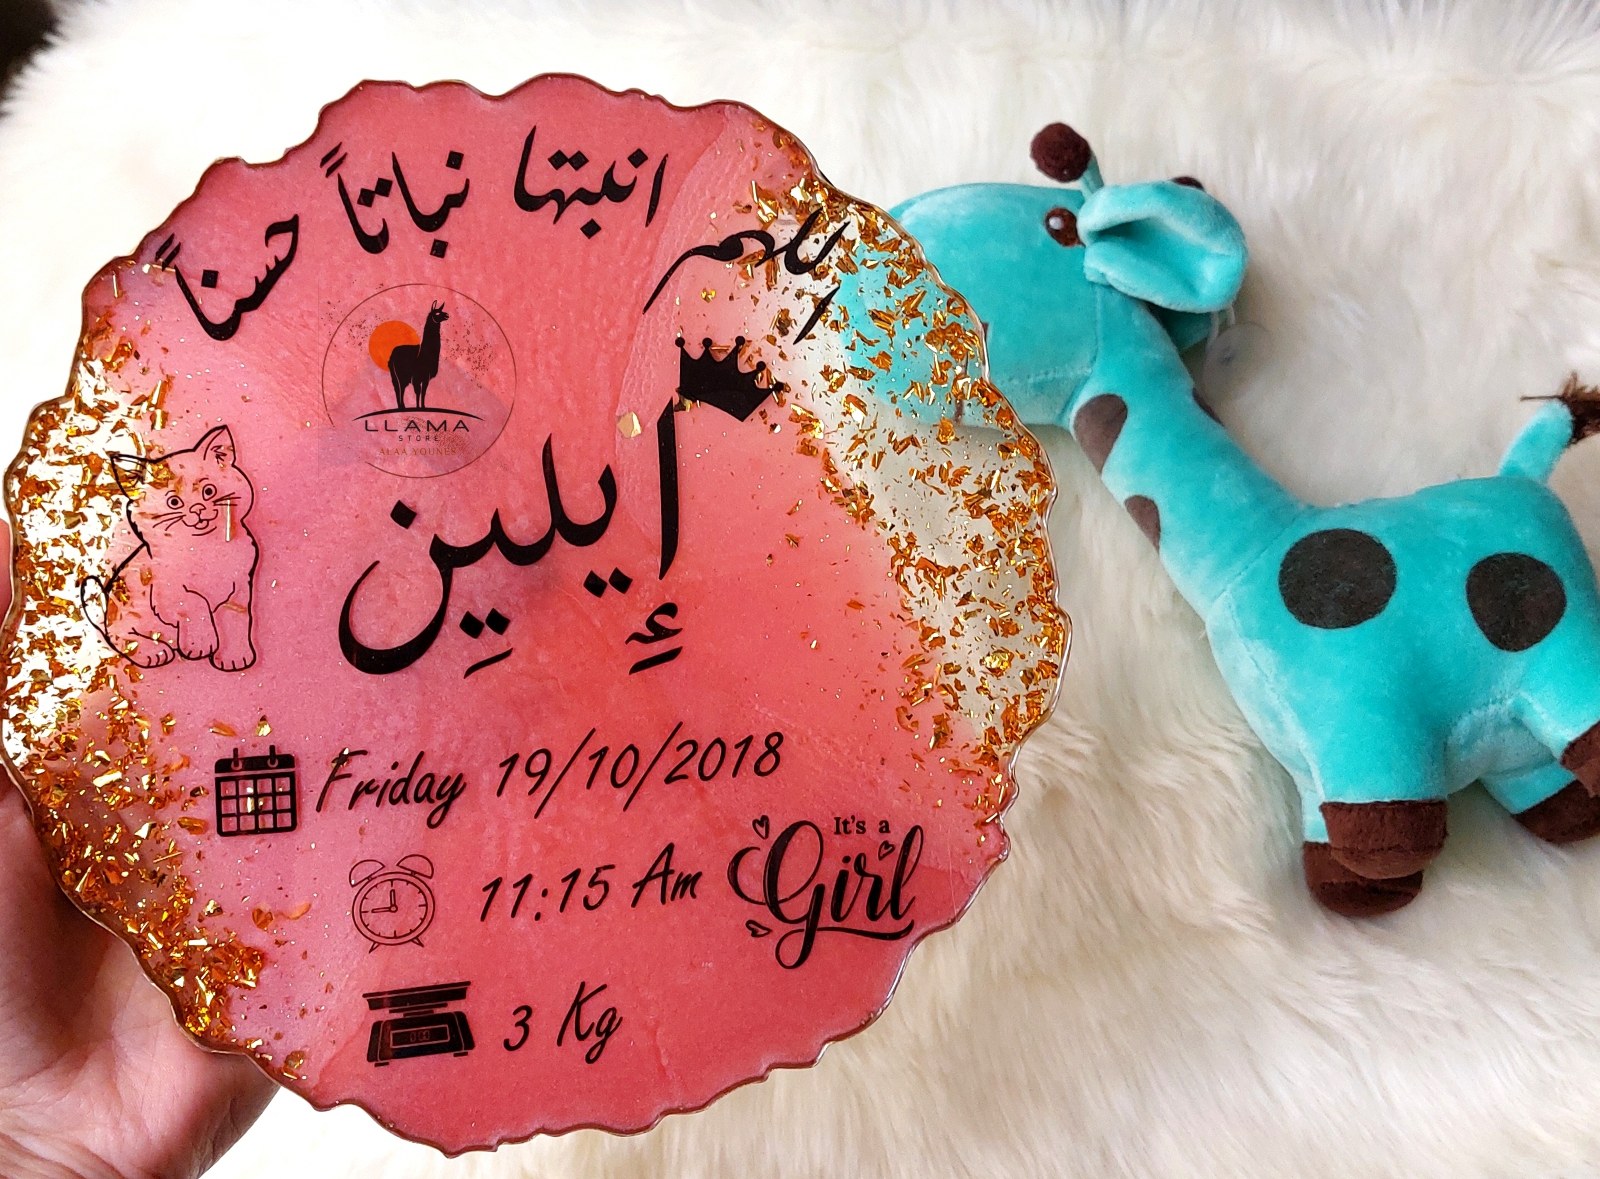 اللهم انبتها نباتاً حسناً
LLAMA
STORE
ALAA YOUNES
إِيلين
Friday 19/10/2018
11:15 Am
It's a
Girl
3 Kg